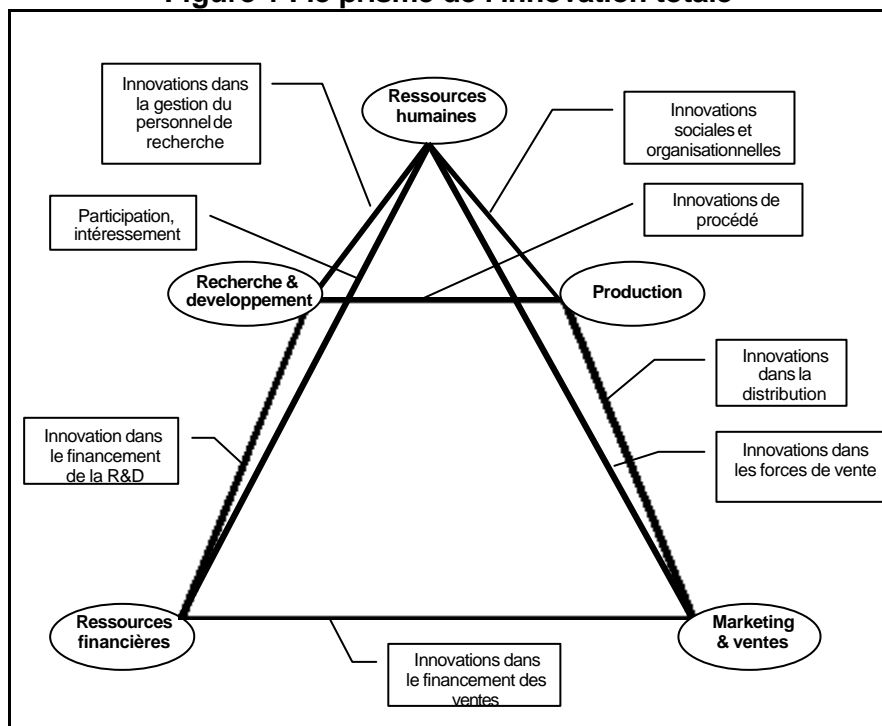 Figure 1 : le prisme de l'innovation totale
Innovations dans
la gestion du
personnel de
recherche
Ressources
humaines
Innovations
sociales et
organisationnelles
Participation,
intéressement
Innovations de
procédé
Recherche &
developpement
Production
Innovations
dans la
distribution
Innovation dans
le financement
de la R&D
Innovations dans
les forces de vente
Ressources
financières
Marketing
& ventes
Innovations dans
le financement des
ventes